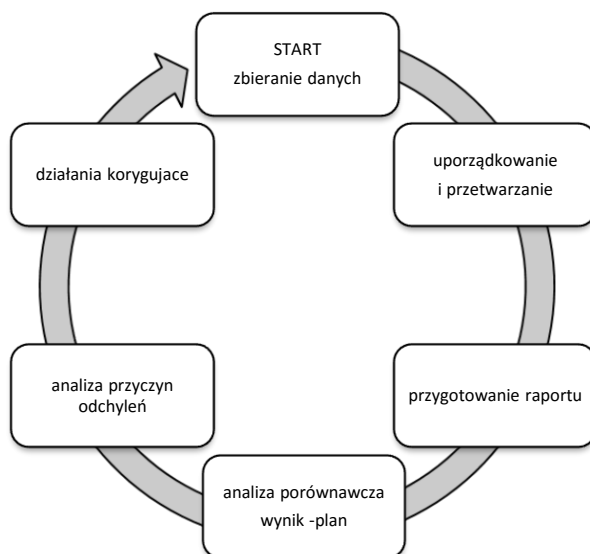 START
zbieranie danych
uporządkowanie
i przetwarzanie
przygotowanie raportu
analiza porównawcza
wynik -plan
analiza przyczyn
odchyleń
działania korygujace